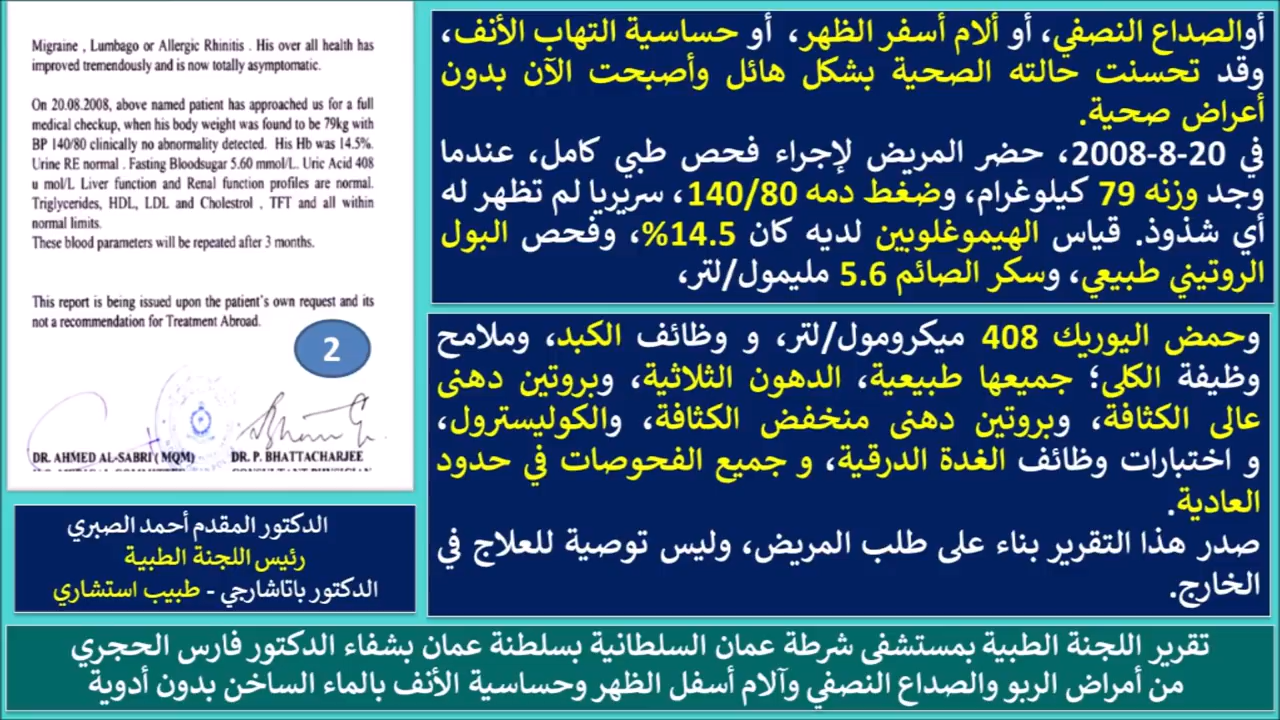 Migraine , Lumbago or Allergic Rhinitis . His over all health has
improved tremendously and is now totally asymptomatic.
On 20.08.2008, above named patient has approached us for a full
medical checkup, when his body weight was found to be 79kg with
BP 140/80 clinically no abnormality detected. His Hb was 14.5%.
Urine RE normal . Fasting Bloodsugar 5.60 mmol/L. Uric Acid 408
u mol/L Liver function and Renal function profiles are normal.
Triglycerides, HDL, LDL and Cholestrol , TFT and all within
normal limits.
These blood parameters will be repeated after 3 months.
This report is being issued upon the patient's own request and its
not a recommendation for Treatment Abroad.
2
DR. AHMED AL-SABRI ( MQM)
DR. P. BHATTACHARJEE
أوالصداع النصفي، أو ألام أسفر الظهر، أو حساسية التهاب الأنف،
وقد تحسنت حالته الصحية بشكل هائل وأصبحت الآن بدون
أعراض صحية.
في 20-8-2008، حضر المريض لإجراء فحص طبي كامل، عندما
وجد وزنه 79 كيلوغرام، وضغط دمه 140/80، سريريا لم تظهر له
أي شذوذ. قياس الهيموغلوبين لديه كان 14.5%، وفحص البول
الروتيني طبيعي، وسكر الصائم 5.6 مليمول/لتر،
وحمض اليوريك 408 ميكرومول/لتر، و وظائف الكبد، وملامح
وظيفة الكلى؛ جميعها طبيعية، الدهون الثلاثية، وبروتين دهنى
عالى الكثافة، وبروتين دهنى منخفض الكثافة، والكوليسترول،
و اختبارات وظائف الغدة الدرقية، و جميع الفحوصات في حدود
العادية.
صدر هذا التقرير بناء على طلب المريض، وليس توصية للعلاج في
الخارج.
الدكتور المقدم أحمد الصبري
رئيس اللجنة الطبية
الدكتور باتاشارجي - طبيب استشاري
تقرير اللجنة الطبية بمستشفى شرطة عمان السلطانية بسلطنة عمان بشفاء الدكتور فارس الحجري
من أمراض الربو والصداع النصفي وآلام أسفل الظهر وحساسية الأنف بالماء الساخن بدون أدوية